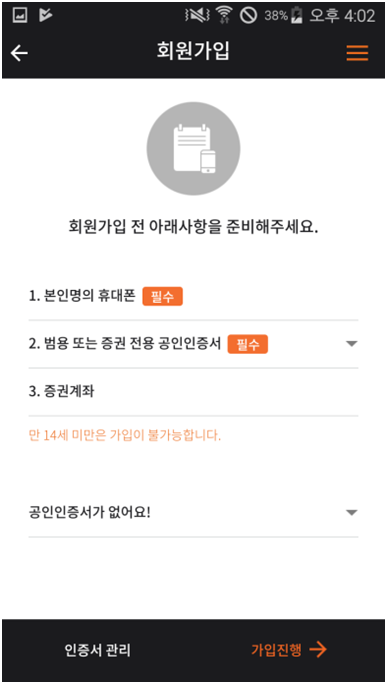 38% 오후 4:02
회원가입
회원가입 전 아래사항을 준비해주세요.
1. 본인명의 휴대폰 필수
2. 범용 또는 증권 전용 공인인증서 필수
3. 증권계좌
만 14세 미만은 가입이 불가능합니다.
공인인증서가 없어요!
인증서 관리 가입진행